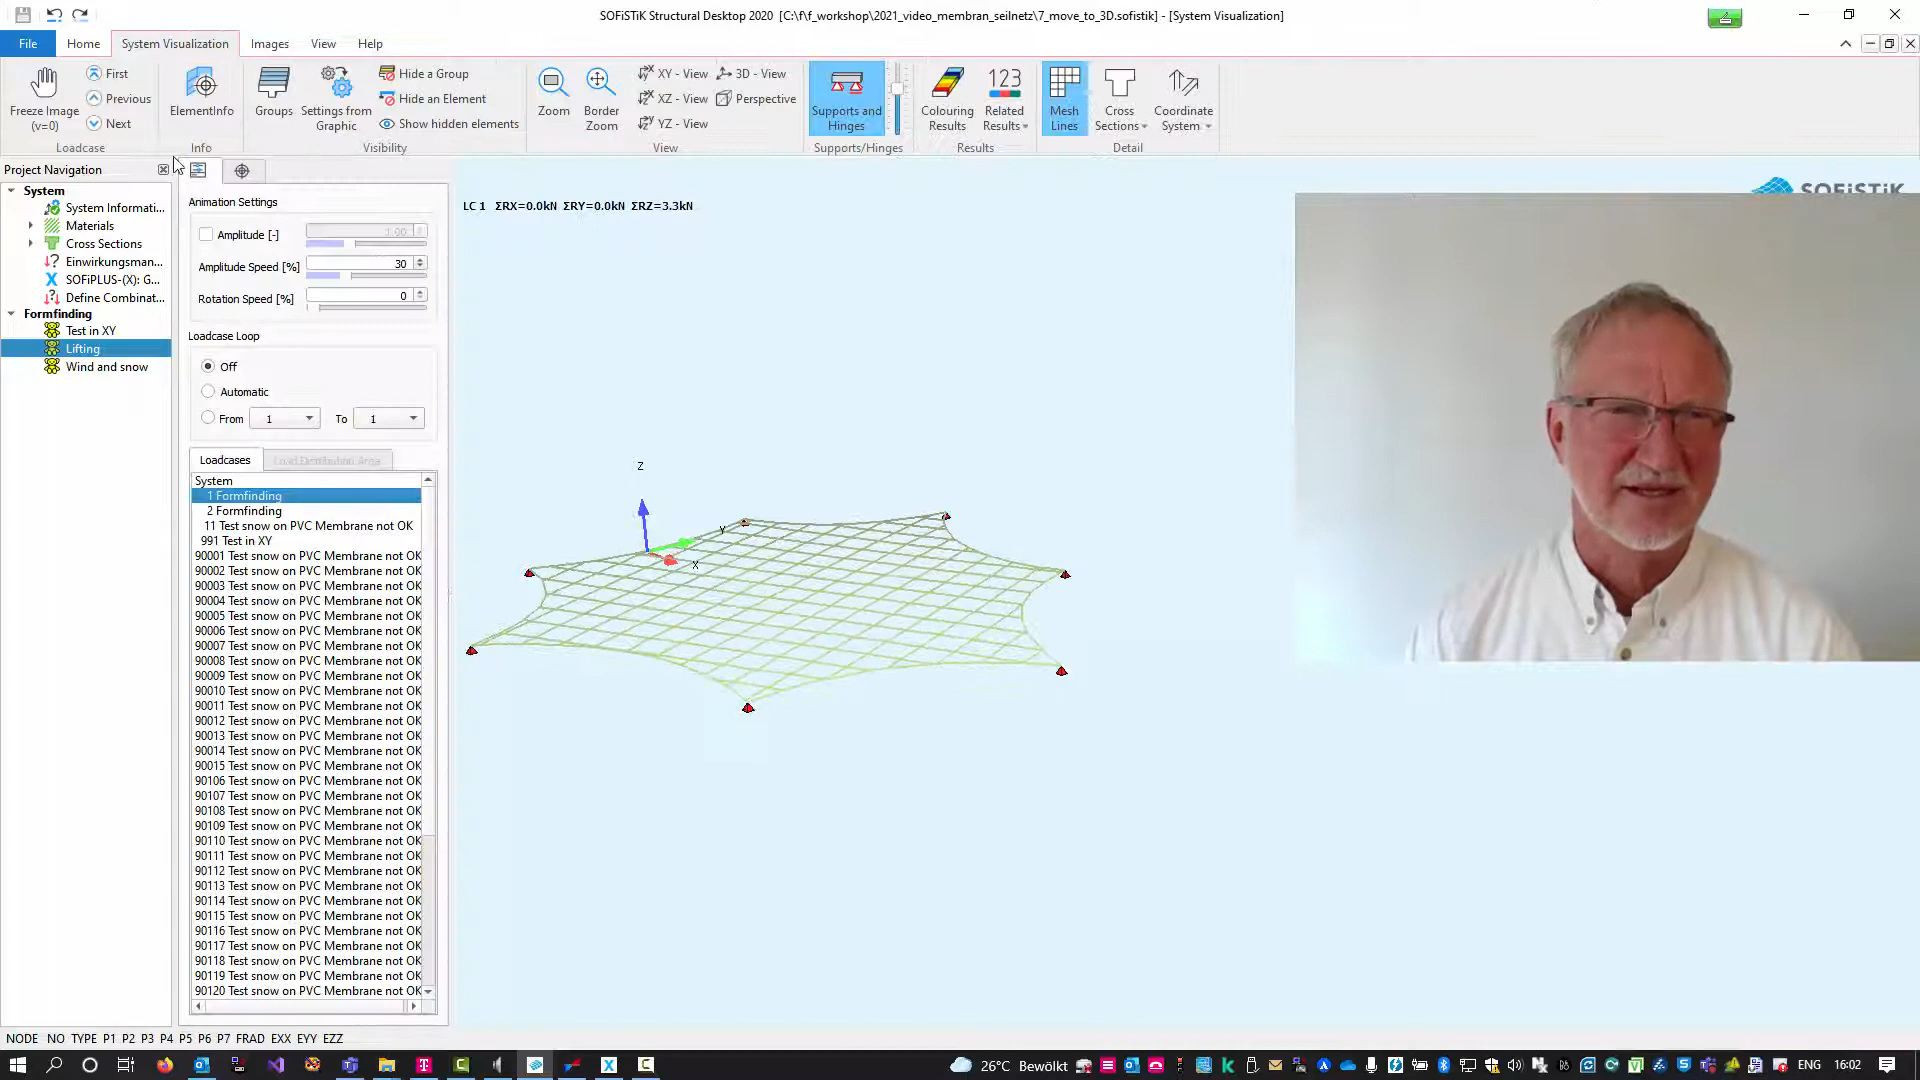 SOFiSTiK Structural Desktop 2020 [C:\f\f_workshop\2021_video_membran_seilnetz\7_move_to_3D.sofistik] - [System Visualization]
File
Home
System Visualization
Images
View
Help
Freeze Image (v=0)
First
Previous
Next
Loadcase
ElementInfo
Info
Groups
Settings from Graphic
Hide a Group
Hide an Element
Show hidden elements
Visibility
Zoom
Border Zoom
XY - View
XZ - View
YZ - View
3D - View
Perspective
View
Supports and Hinges
Supports/Hinges
Colouring Results
123
Related Results
Results
Mesh Lines
Cross Sections
Coordinate System
Detail
Project Navigation
System
System Informati...
Materials
Cross Sections
Einwirkungsman...
SOFiPLUS-(X): G...
Define Combinat...
Formfinding
Test in XY
Lifting
Wind and snow
Animation Settings
Amplitude [-]
1.00
Amplitude Speed [%]
30
Rotation Speed [%]
0
Loadcase Loop
Off
Automatic
From 1 To 1
Loadcases
Load Distribution Area
System
1 Formfinding
2 Formfinding
11 Test snow on PVC Membrane not OK
991 Test in XY
90001 Test snow on PVC Membrane not OK
90002 Test snow on PVC Membrane not OK
90003 Test snow on PVC Membrane not OK
90004 Test snow on PVC Membrane not OK
90005 Test snow on PVC Membrane not OK
90006 Test snow on PVC Membrane not OK
90007 Test snow on PVC Membrane not OK
90008 Test snow on PVC Membrane not OK
90009 Test snow on PVC Membrane not OK
90010 Test snow on PVC Membrane not OK
90011 Test snow on PVC Membrane not OK
90012 Test snow on PVC Membrane not OK
90013 Test snow on PVC Membrane not OK
90014 Test snow on PVC Membrane not OK
90015 Test snow on PVC Membrane not OK
90106 Test snow on PVC Membrane not OK
90107 Test snow on PVC Membrane not OK
90108 Test snow on PVC Membrane not OK
90109 Test snow on PVC Membrane not OK
90110 Test snow on PVC Membrane not OK
90111 Test snow on PVC Membrane not OK
90112 Test snow on PVC Membrane not OK
90113 Test snow on PVC Membrane not OK
90114 Test snow on PVC Membrane not OK
90115 Test snow on PVC Membrane not OK
90116 Test snow on PVC Membrane not OK
90117 Test snow on PVC Membrane not OK
90118 Test snow on PVC Membrane not OK
90119 Test snow on PVC Membrane not OK
90120 Test snow on PVC Membrane not OK
LC 1 ΣRX=0.0kN ΣRY=0.0kN ΣRZ=3.3kN
SOFiSTiK
Z
Y
X
NODE NO TYPE P1 P2 P3 P4 P5 P6 P7 FRAD EXX EYY EZZ
26°C Bewölkt
ENG
16:02